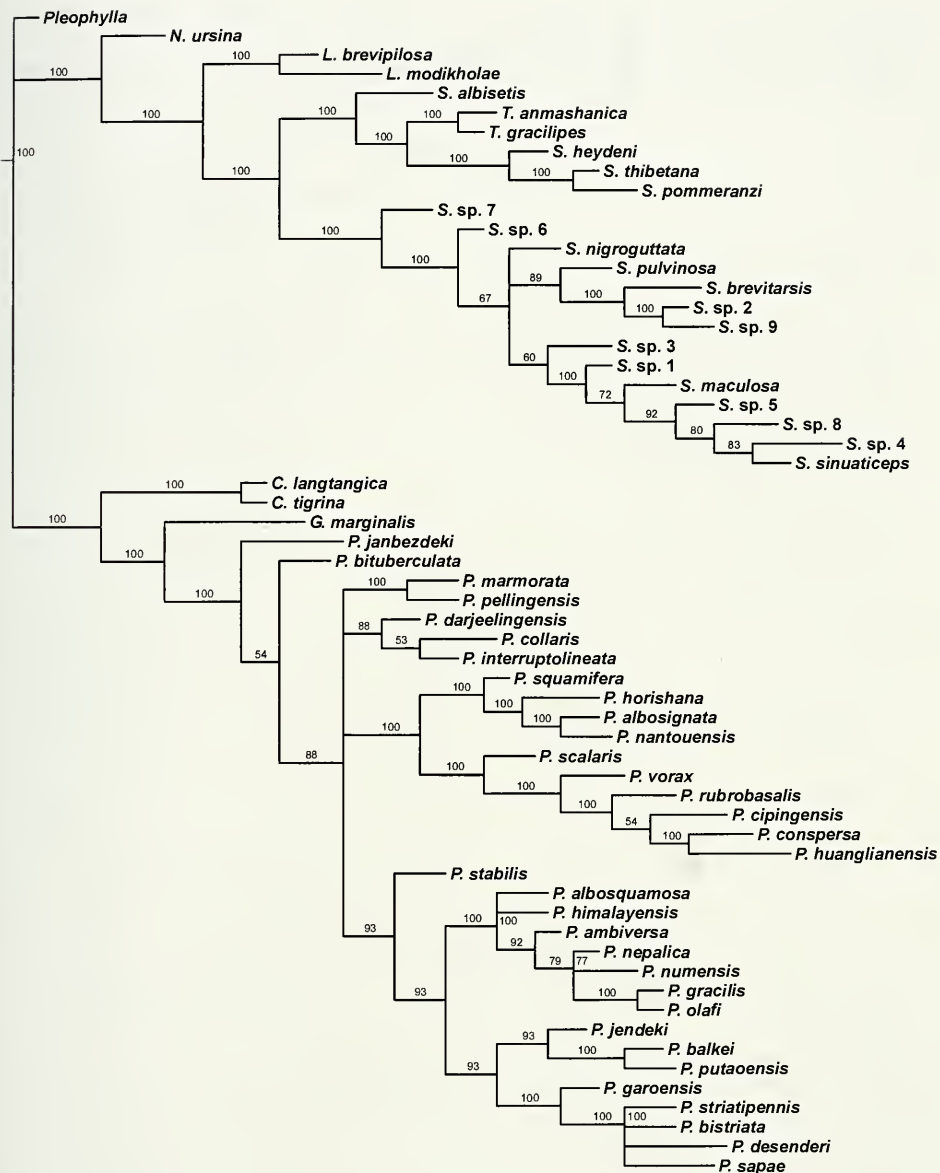 Pleophylla
N. ursina
100
100
L. brevipilosa
L. modikholae
100
S. albisetis
100
T. anmashanica
100
T. gracilipes
100
S. heydeni
100
S. thibetana
100
100
S. pommeranzi
100
S. sp. 7
100
S. sp. 6
100
S. nigroguttata
S. pulvinosa
89
S. brevitarsis
100
S. sp. 2
67
100
S. sp. 9
S. sp. 3
60
S. sp. 1
100
S. maculosa
72
S. sp. 5
92
S. sp. 8
80
S. sp. 4
83
S. sinuaticeps
C. langtangica
100
C. tigrina
G. marginalis
100
P. janbezdeki
100
P. bituberculata
P. marmorata
100
100
P. pellingensis
P. darjeelingensis
88
P. collaris
53
54
P. interruptolineata
P. squamifera
100
P. horishana
100
P. albosignata
100
100
P. nantouensis
88
P. scalaris
100
P. vorax
100
P. rubrobasalis
100
P. cipingensis
54
P. conspersa
100
P. huanglianensis
P. stabilis
P. albosquamosa
P. himalayensis
100 100
93
P. ambiversa
92
P. nepalica
79 77
P. numensis
P. gracilis
93
100
P. olafi
P. jendeki
93
P. balkei
100
93
P. putaoensis
P. garoensis
100
P. striatipennis
100 100
P. bistriata
P. desenderi
P. sapae